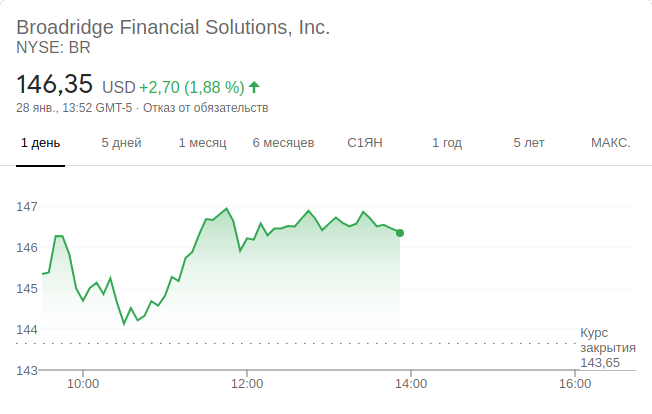 Broadridge Financial Solutions, Inc.
NYSE: BR
146,35 USD +2,70 (1,88 %)
28 янв., 13:52 GMT-5 · Отказ от обязательств
1 день 5 дней 1 месяц 6 месяцев С1ЯН 1 год 5 лет МАКС.
147
146
145
144
Курс
закрытия
143,65
143
10:00 12:00 14:00 16:00